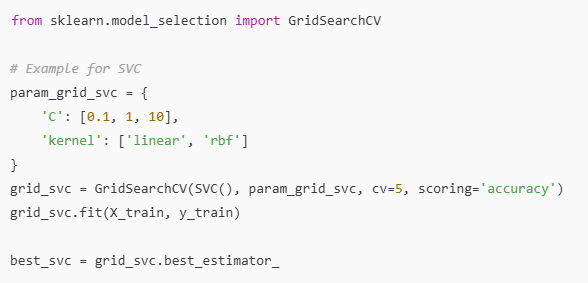 from sklearn.model_selection import GridSearchCV

# Example for SVC
param_grid_svc = {
    'C': [0.1, 1, 10],
    'kernel': ['linear', 'rbf']
}
grid_svc = GridSearchCV(SVC(), param_grid_svc, cv=5, scoring='accuracy')
grid_svc.fit(X_train, y_train)

best_svc = grid_svc.best_estimator_